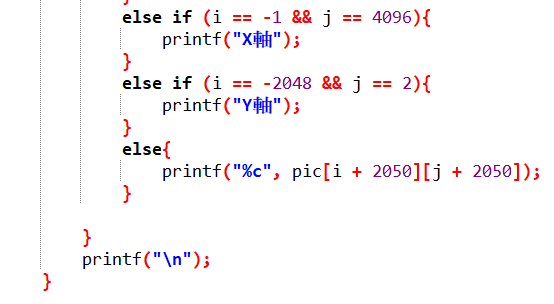 else if (i == -1 && j == 4096){
printf("X軸");
}
else if (i == -2048 && j == 2){
printf("Y軸");
}
else{
printf("%c", pic[i + 2050][j + 2050]);
}
}
printf("\n");
}